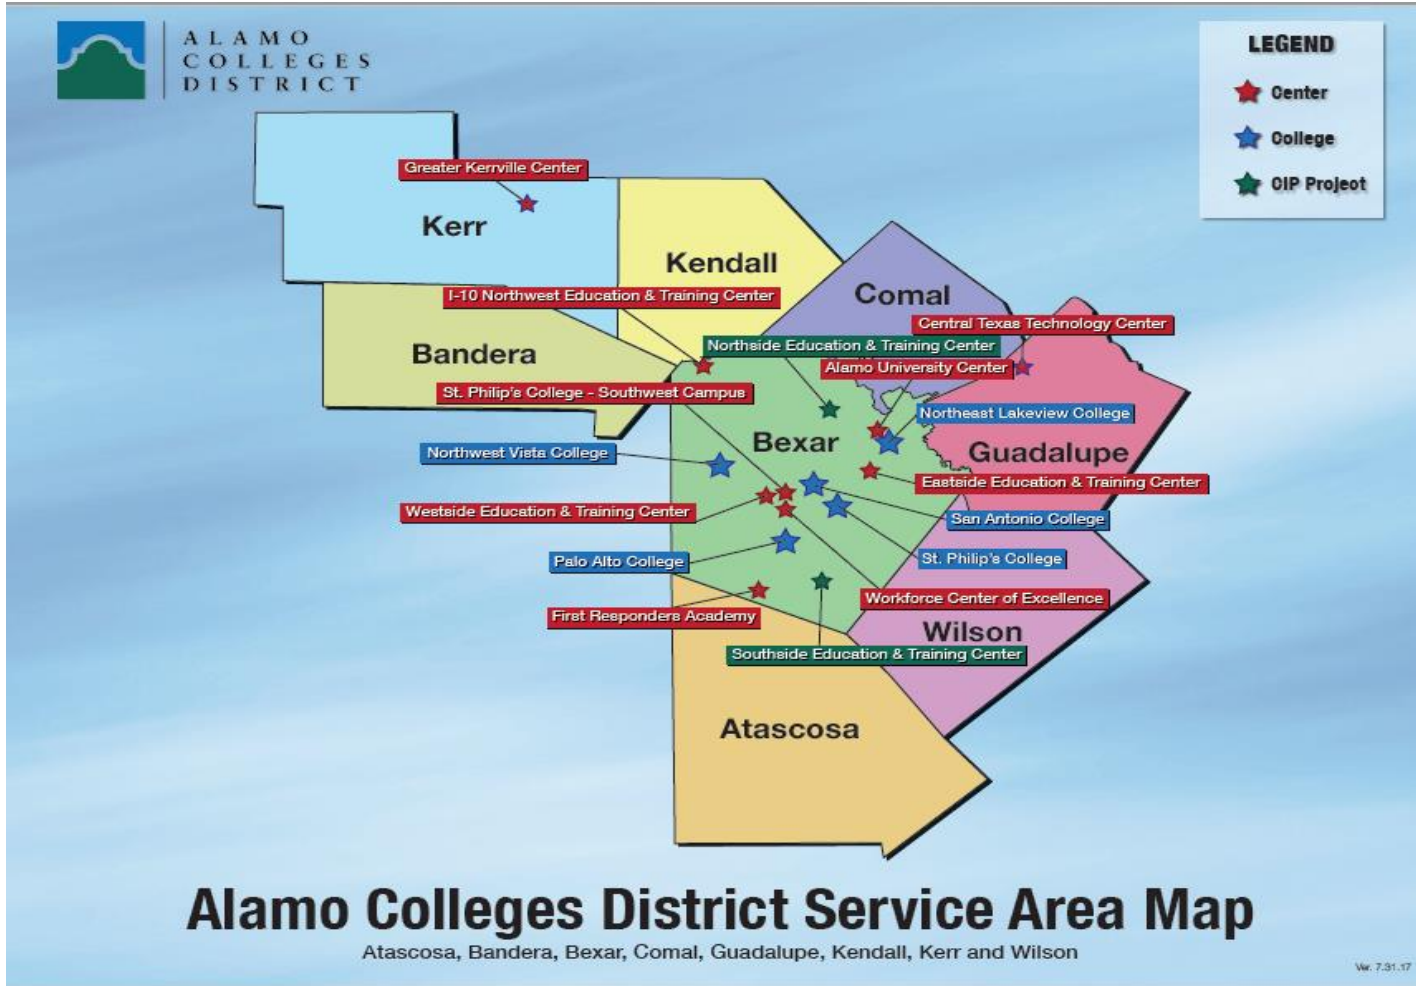 ALAMO
COLLEGES
DISTRICT
LEGEND
Center
College
CIP Project
Greater Kerrville Center
Kerr
Kendall
Comal
I-10 Northwest Education & Training Center
Central Texas Technology Center
Northside Education & Training Center
Bandera
Alamo University Center
St. Philip's College - Southwest Campus
Northeast Lakeview College
Bexar
Northwest Vista College
Guadalupe
Eastside Education & Training Center
Westside Education & Training Center
San Antonio College
Palo Alto College
St. Philip's College
Workforce Center of Excellence
First Responders Academy
Wilson
Southside Education & Training Center
Atascosa
Alamo Colleges District Service Area Map
Atascosa, Bandera, Bexar, Comal, Guadalupe, Kendall, Kerr and Wilson
Ver. 7.31.17